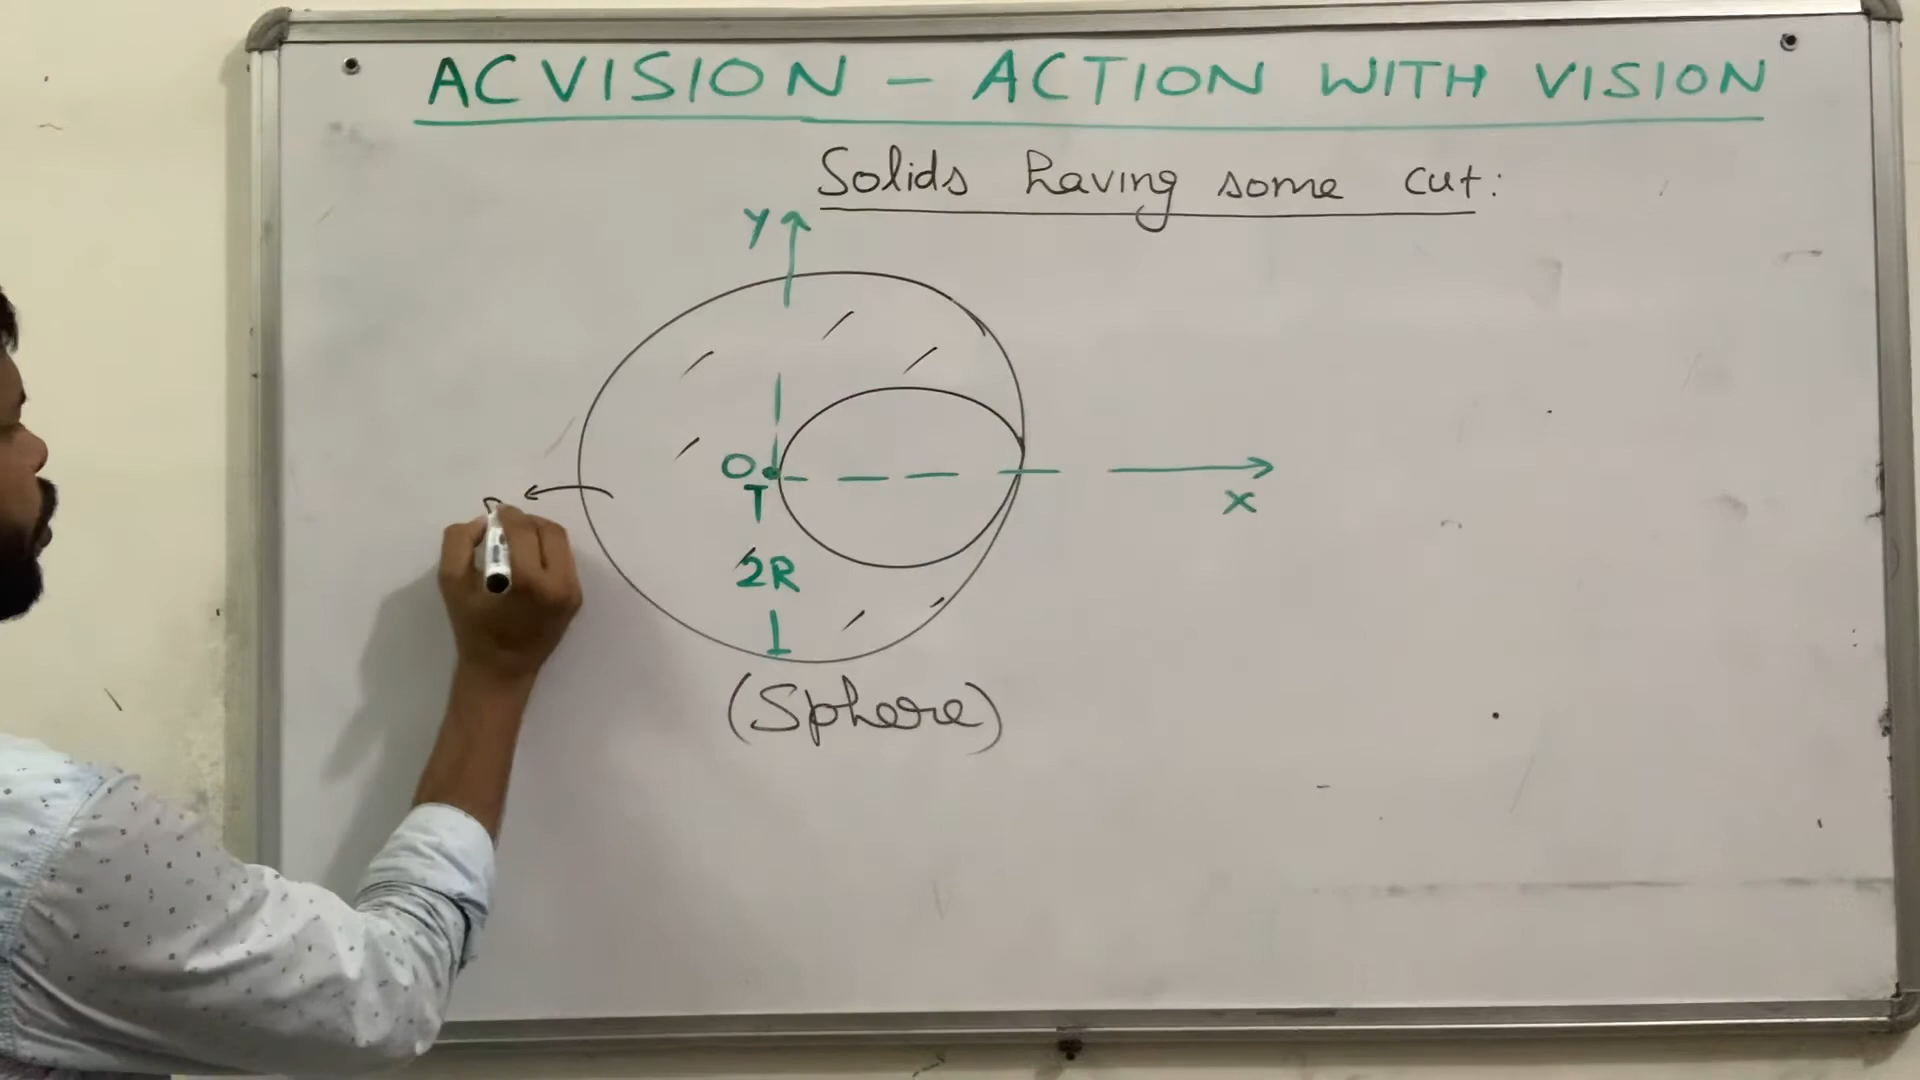 ACVISION - ACTION WITH VISION
Solids having some cut:
Y
O
X
2R
(Sphere)